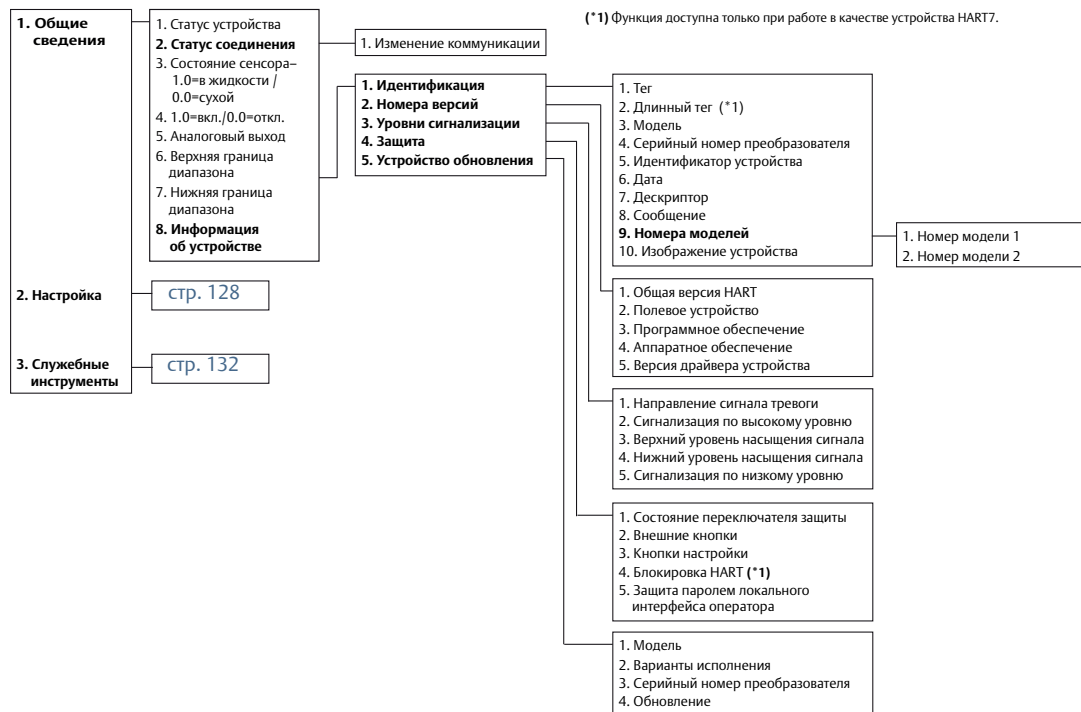 (*1) Функция доступна только при работе в качестве устройства HART7.
1. Общие
сведения
2. Настройка
3. Служебные
инструменты
1. Статус устройства
2. Статус соединения
3. Состояние сенсора–
1.0=в жидкости /
0.0=сухой
4. 1.0=вкл./0.0=откл.
5. Аналоговый выход
6. Верхняя граница
диапазона
7. Нижняя граница
диапазона
8. Информация
об устройстве
стр. 128
стр. 132
1. Изменение коммуникации
1. Идентификация
2. Номера версий
3. Уровни сигнализации
4. Защита
5. Устройство обновления
1. Тег
2. Длинный тег (*1)
3. Модель
4. Серийный номер преобразователя
5. Идентификатор устройства
6. Дата
7. Дескриптор
8. Сообщение
9. Номера моделей
10. Изображение устройства
1. Номер модели 1
2. Номер модели 2
1. Общая версия HART
2. Полевое устройство
3. Программное обеспечение
4. Аппаратное обеспечение
5. Версия драйвера устройства
1. Направление сигнала тревоги
2. Сигнализация по высокому уровню
3. Верхний уровень насыщения сигнала
4. Нижний уровень насыщения сигнала
5. Сигнализация по низкому уровню
1. Состояние переключателя защиты
2. Внешние кнопки
3. Кнопки настройки
4. Блокировка HART (*1)
5. Защита паролем локального
интерфейса оператора
1. Модель
2. Варианты исполнения
3. Серийный номер преобразователя
4. Обновление